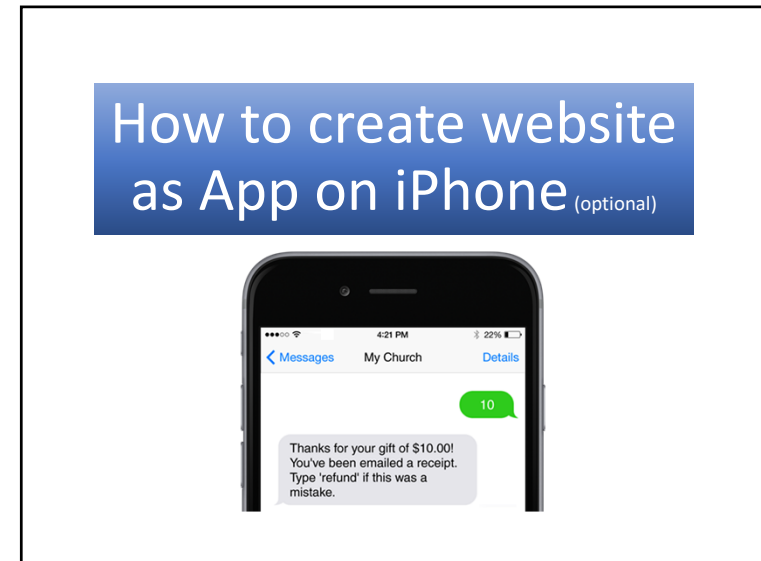 How to create website
as App on iPhone (optional)
4:21 PM 22%
Messages My Church Details
10
Thanks for your gift of $10.00!
You've been emailed a receipt.
Type 'refund' if this was a
mistake.